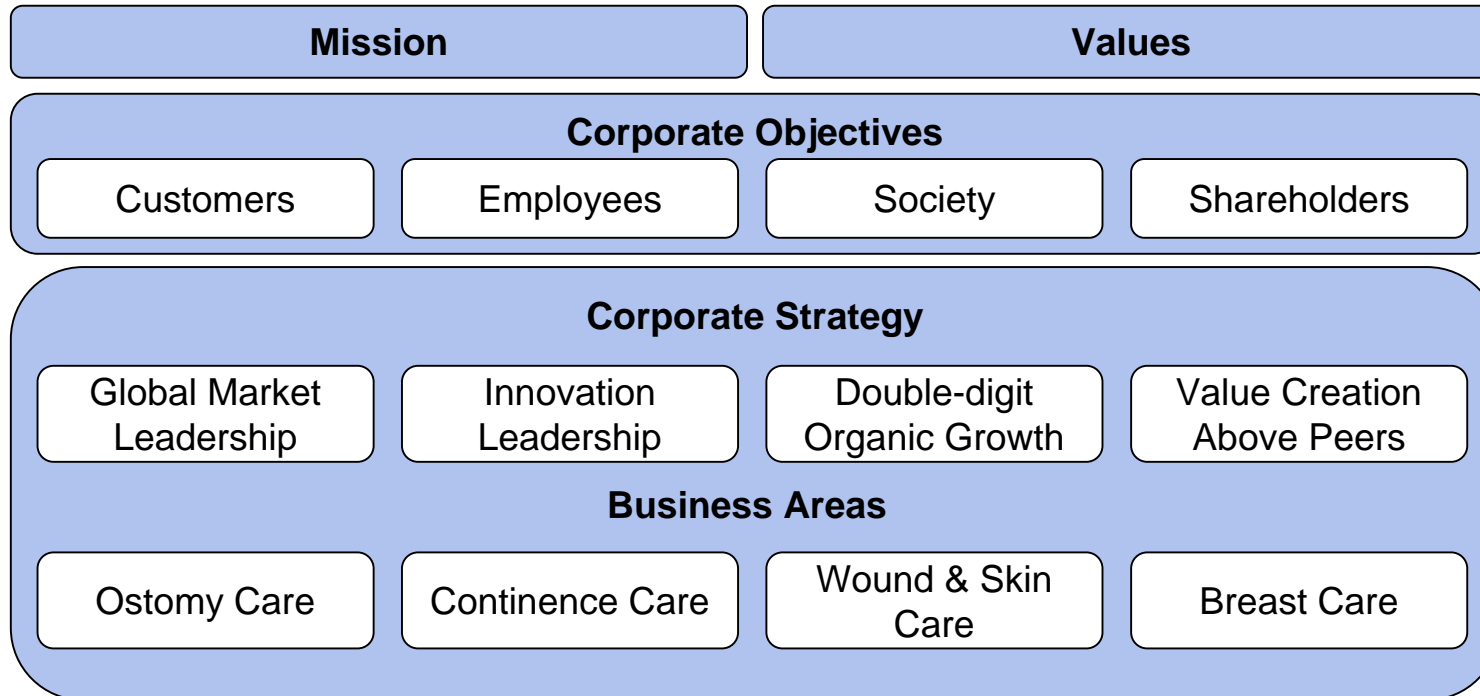 Mission
Values
Corporate Objectives
Customers
Employees
Society
Shareholders
Corporate Strategy
Global Market
Leadership
Innovation
Leadership
Double-digit
Organic Growth
Value Creation
Above Peers
Business Areas
Ostomy Care
Continence Care
Wound & Skin
Care
Breast Care